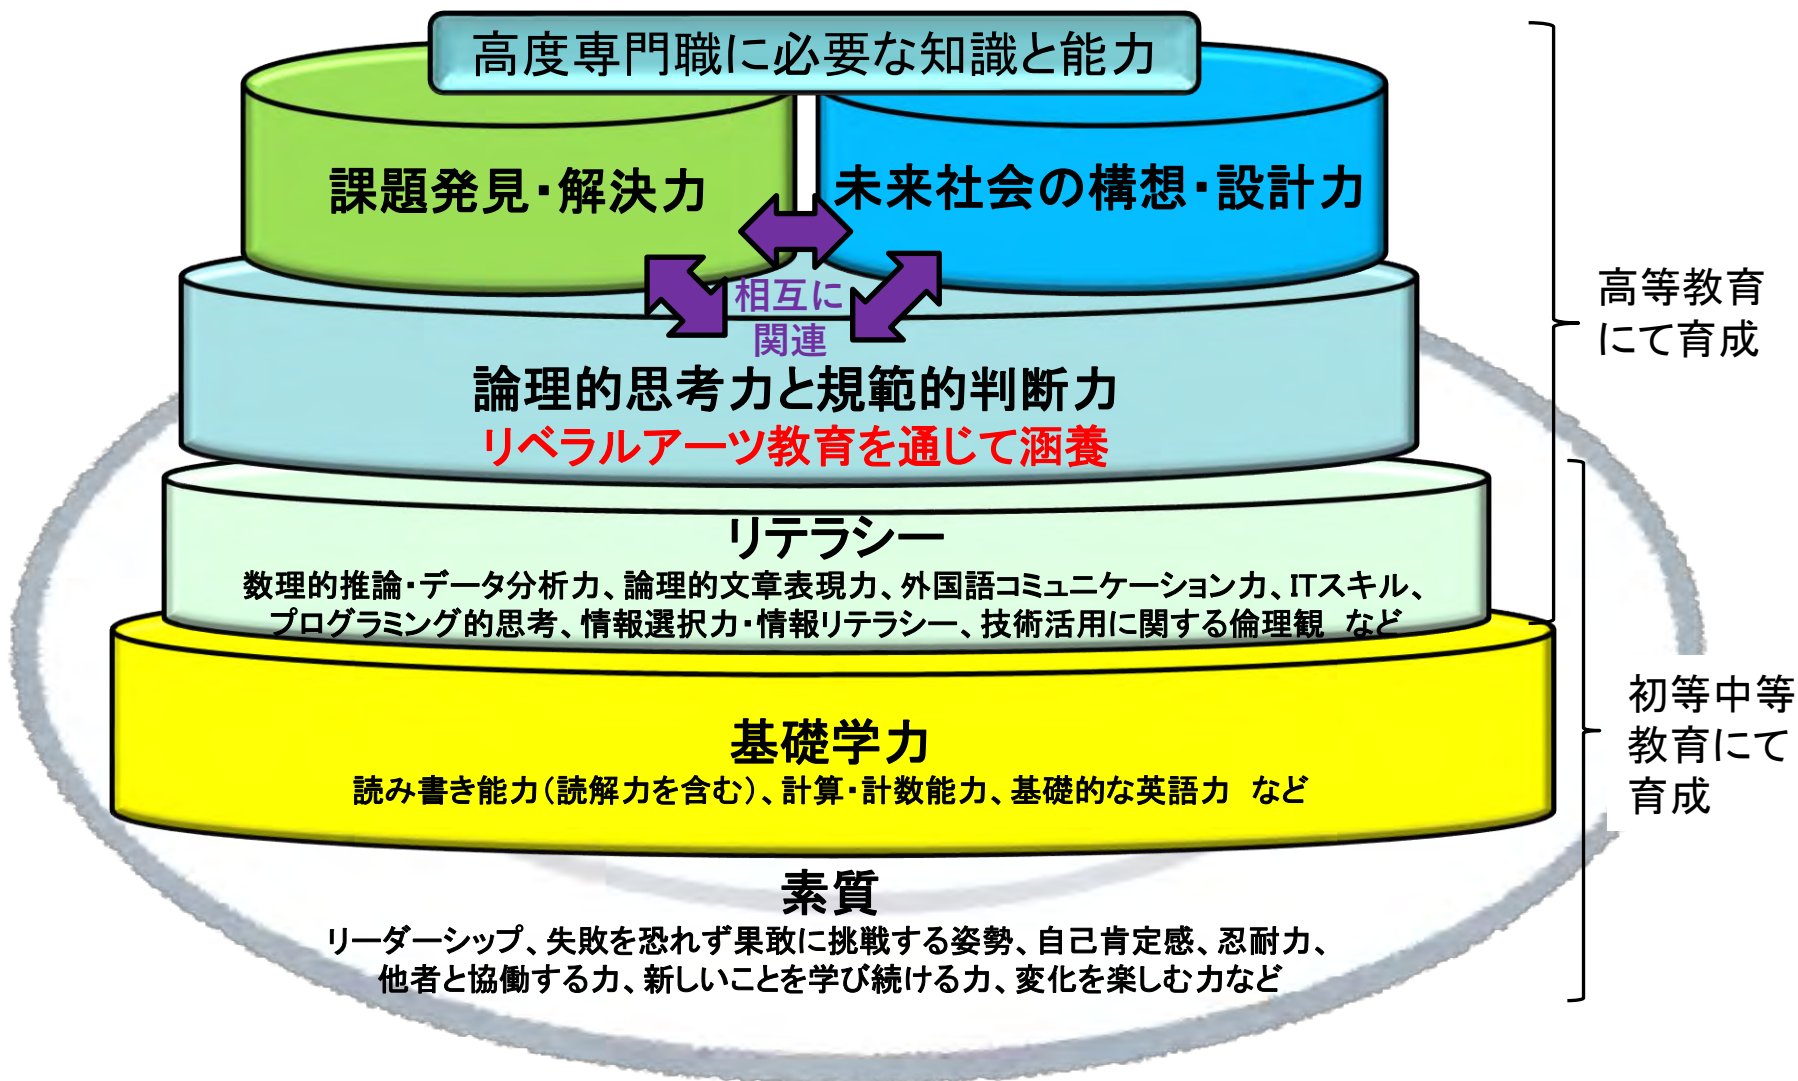 高度専門職に必要な知識と能力
課題発見・解決力
未来社会の構想・設計力
相互に
関連
論理的思考力と規範的判断力
リベラルアーツ教育を通じて涵養
リテラシー
数理的推論・データ分析力、論理的文章表現力、外国語コミュニケーション力、ITスキル、
プログラミング的思考、情報選択力・情報リテラシー、技術活用に関する倫理観　など
基礎学力
読み書き能力（読解力を含む）、計算・計数能力、基礎的な英語力　など
素質
リーダーシップ、失敗を恐れず果敢に挑戦する姿勢、自己肯定感、忍耐力、
他者と協働する力、新しいことを学び続ける力、変化を楽しむ力など
高等教育
にて育成
初等中等
教育にて
育成